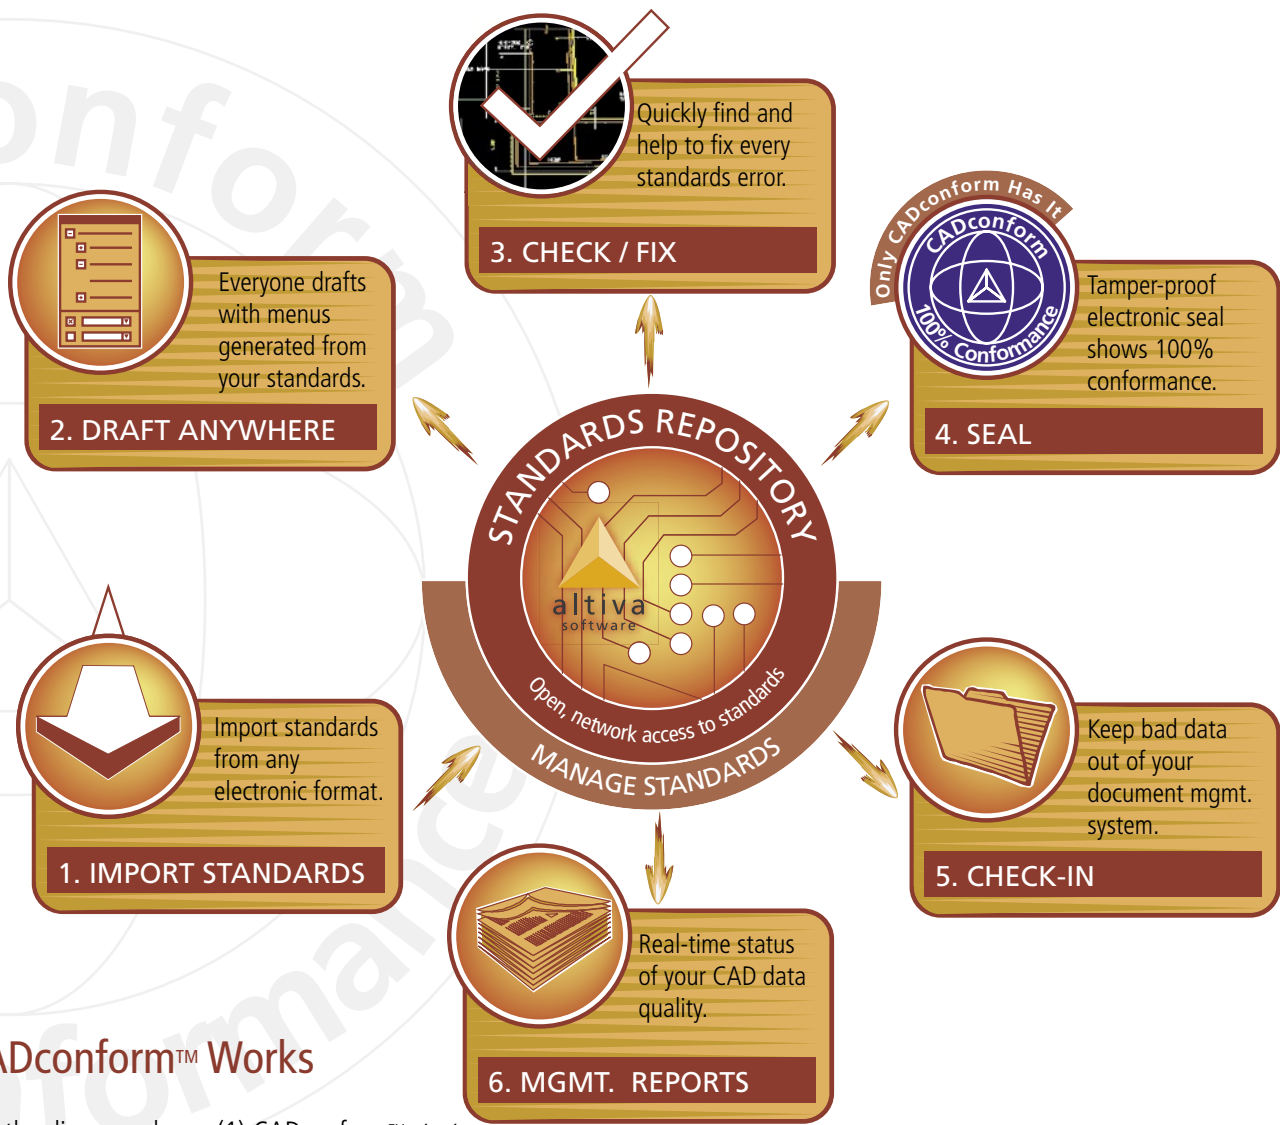 Quickly find and
help to fix every
standards error.
3. CHECK / FIX
Everyone drafts
with menus
generated from
your standards.
2. DRAFT ANYWHERE
Only CADconform Has It
CADconform
100% Conformance
Tamper-proof
electronic seal
shows 100%
conformance.
4. SEAL
STANDARDS REPOSITORY
altiva
software
Open, network access to standards
MANAGE STANDARDS
Import standards
from any
electronic format.
1. IMPORT STANDARDS
Keep bad data
out of your
document mgmt.
system.
5. CHECK-IN
Real-time status
of your CAD data
quality.
6. MGMT. REPORTS
ADconform™ Works